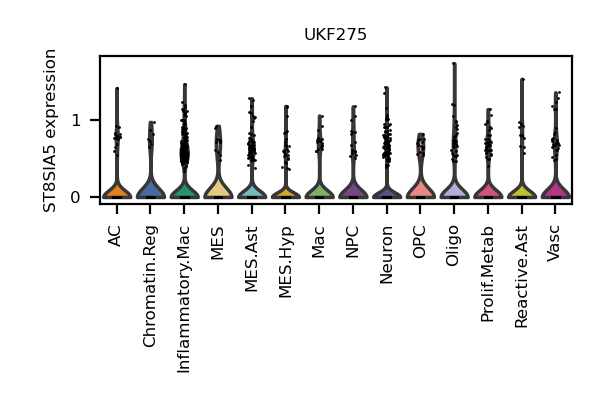 UKF275
ST8SIA5 expression
1
0
AC
Chromatin.Reg
Inflammatory.Mac
MES
MES.Ast
MES.Hyp
Mac
NPC
Neuron
OPC
Oligo
Prolif.Metab
Reactive.Ast
Vasc